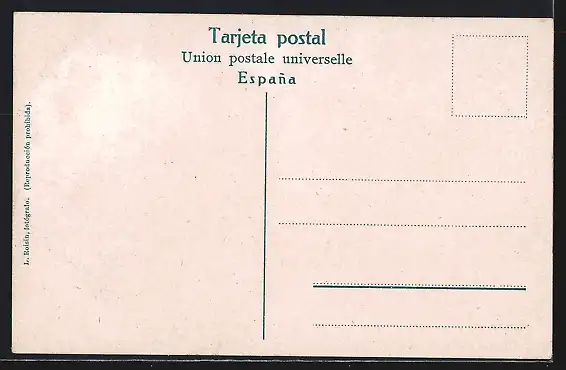 Tarjeta postal
Union postale universelle
España
L. Roisin, fotógrafo. (Reproducción prohibida).